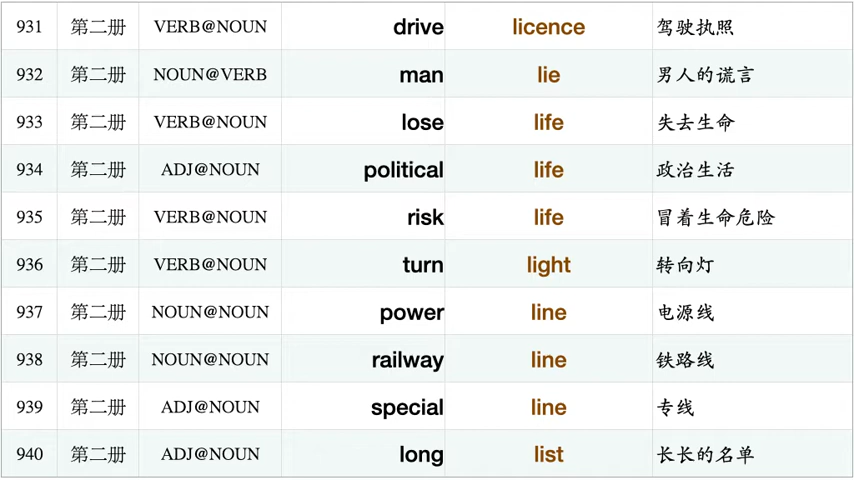 931 第二册 VERB@NOUN drive licence 驾驶执照
932 第二册 NOUN@VERB man lie 男人的谎言
933 第二册 VERB@NOUN lose life 失去生命
934 第二册 ADJ@NOUN political life 政治生活
935 第二册 VERB@NOUN risk life 冒着生命危险
936 第二册 VERB@NOUN turn light 转向灯
937 第二册 NOUN@NOUN power line 电源线
938 第二册 NOUN@NOUN railway line 铁路线
939 第二册 ADJ@NOUN special line 专线
940 第二册 ADJ@NOUN long list 长长的名单